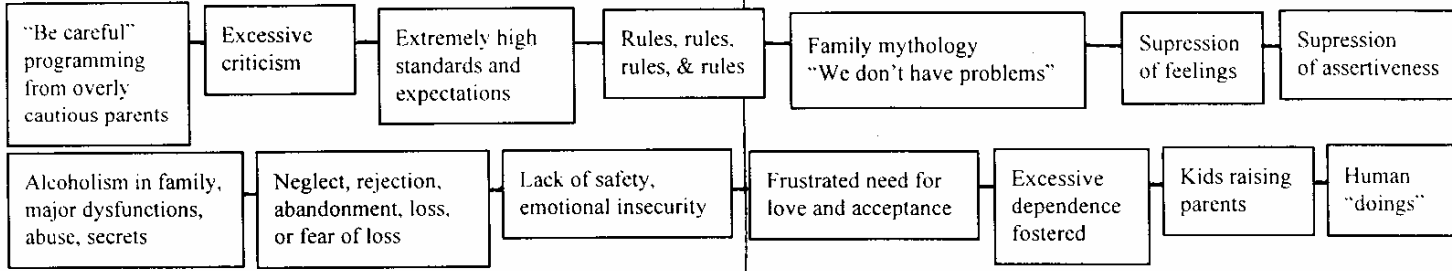 "Be careful"
programming
from overly
cautious parents
Excessive
criticism
Extremely high
standards and
expectations
Rules, rules,
rules, & rules
Family mythology
"We don't have problems"
Supression
of feelings
Supression
of assertiveness
Alcoholism in family,
major dysfunctions,
abuse, secrets
Neglect, rejection,
abandonment, loss,
or fear of loss
Lack of safety,
emotional insecurity
Frustrated need for
love and acceptance
Excessive
dependence
fostered
Kids raising
parents
Human
"doings"